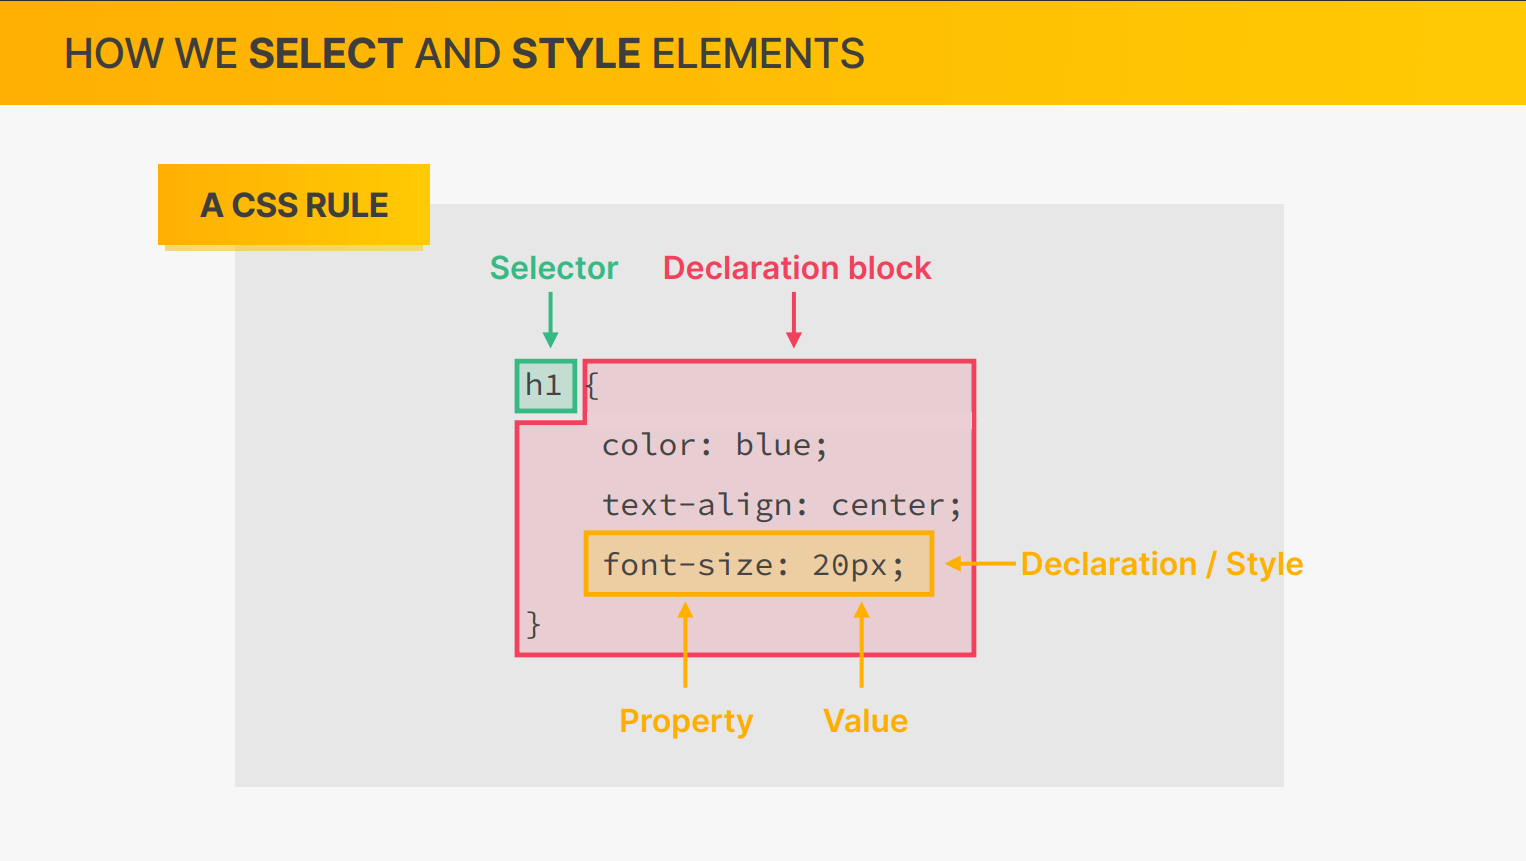 HOW WE SELECT AND STYLE ELEMENTS
A CSS RULE
Selector
Declaration block
h1 {
color: blue;
text-align: center;
font-size: 20px;
Declaration / Style
}
Property
Value